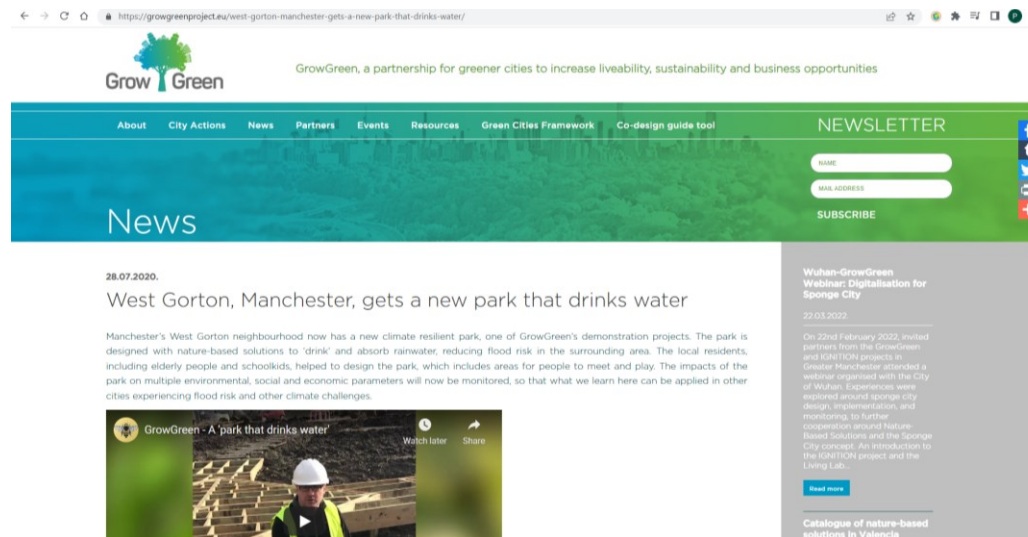 https://growgreenproject.eu/west-gorton-manchester-gets-a-new-park-that-drinks-water/
P
Grow Green
GrowGreen, a partnership for greener cities to increase liveability, sustainability and business opportunities
About City Actions News Partners Events Resources Green Cities Framework Co-design guide tool
NEWSLETTER
NAME
MAIL ADDRESS
SUBSCRIBE
News
28.07.2020.
West Gorton, Manchester, gets a new park that drinks water
Manchester's West Gorton neighbourhood now has a new climate resilient park, one of GrowGreen's demonstration projects. The park is
designed with nature-based solutions to 'drink' and absorb rainwater, reducing flood risk in the surrounding area. The local residents,
including elderly people and schoolkids, helped to design the park, which includes areas for people to meet and play. The impacts of the
park on multiple environmental, social and economic parameters will now be monitored, so that what we learn here can be applied in other
cities experiencing flood risk and other climate challenges.
GrowGreen - A 'park that drinks water'
Watch later Share
Wuhan-GrowGreen
Webinar: Digitalisation for
Sponge City
22.03.2022.
On 22nd February 2022, invited
partners from the GrowGreen
and IGNITION projects in
Greater Manchester attended a
webinar organised with the City
of Wuhan. Experiences were
explored around sponge city
design, implementation, and
monitoring, to further
cooperation around Nature-
Based Solutions and the Sponge
City concept. An introduction to
the IGNITION project and the
Living Lab...
Read more
Catalogue of nature-based
solutions in Valencia